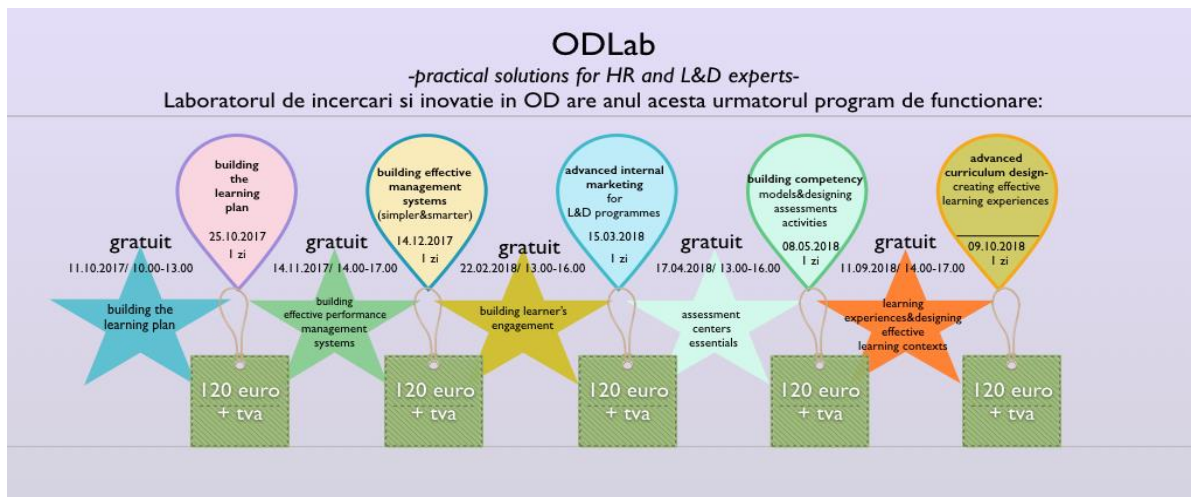 ODLab
-practical solutions for HR and L&D experts-
Laboratorul de incercari si inovatie in OD are anul acesta urmatorul program de functionare:
gratuit
11.10.2017/ 10.00-13.00
building the
learning plan
building
the
learning
plan
25.10.2017
1 zi
120 euro
+ tva
gratuit
14.11.2017/ 14.00-17.00
building
effective performance
management
systems
building effective
management
systems
(simpler&smarter)
14.12.2017
1 zi
120 euro
+ tva
gratuit
22.02.2018/ 13.00-16.00
building learner's
engagement
advanced internal
marketing
for
L&D programmes
15.03.2018
1 zi
120 euro
+ tva
gratuit
17.04.2018/ 13.00-16.00
assessment
centers
essentials
building competency
models&designing
assessments
activities
08.05.2018
1 zi
120 euro
+ tva
gratuit
11.09.2018/ 14.00-17.00
learning
experiences&designing
effective
learning contexts
advanced
curriculum design-
creating effective
learning experiences
09.10.2018
1 zi
120 euro
+ tva